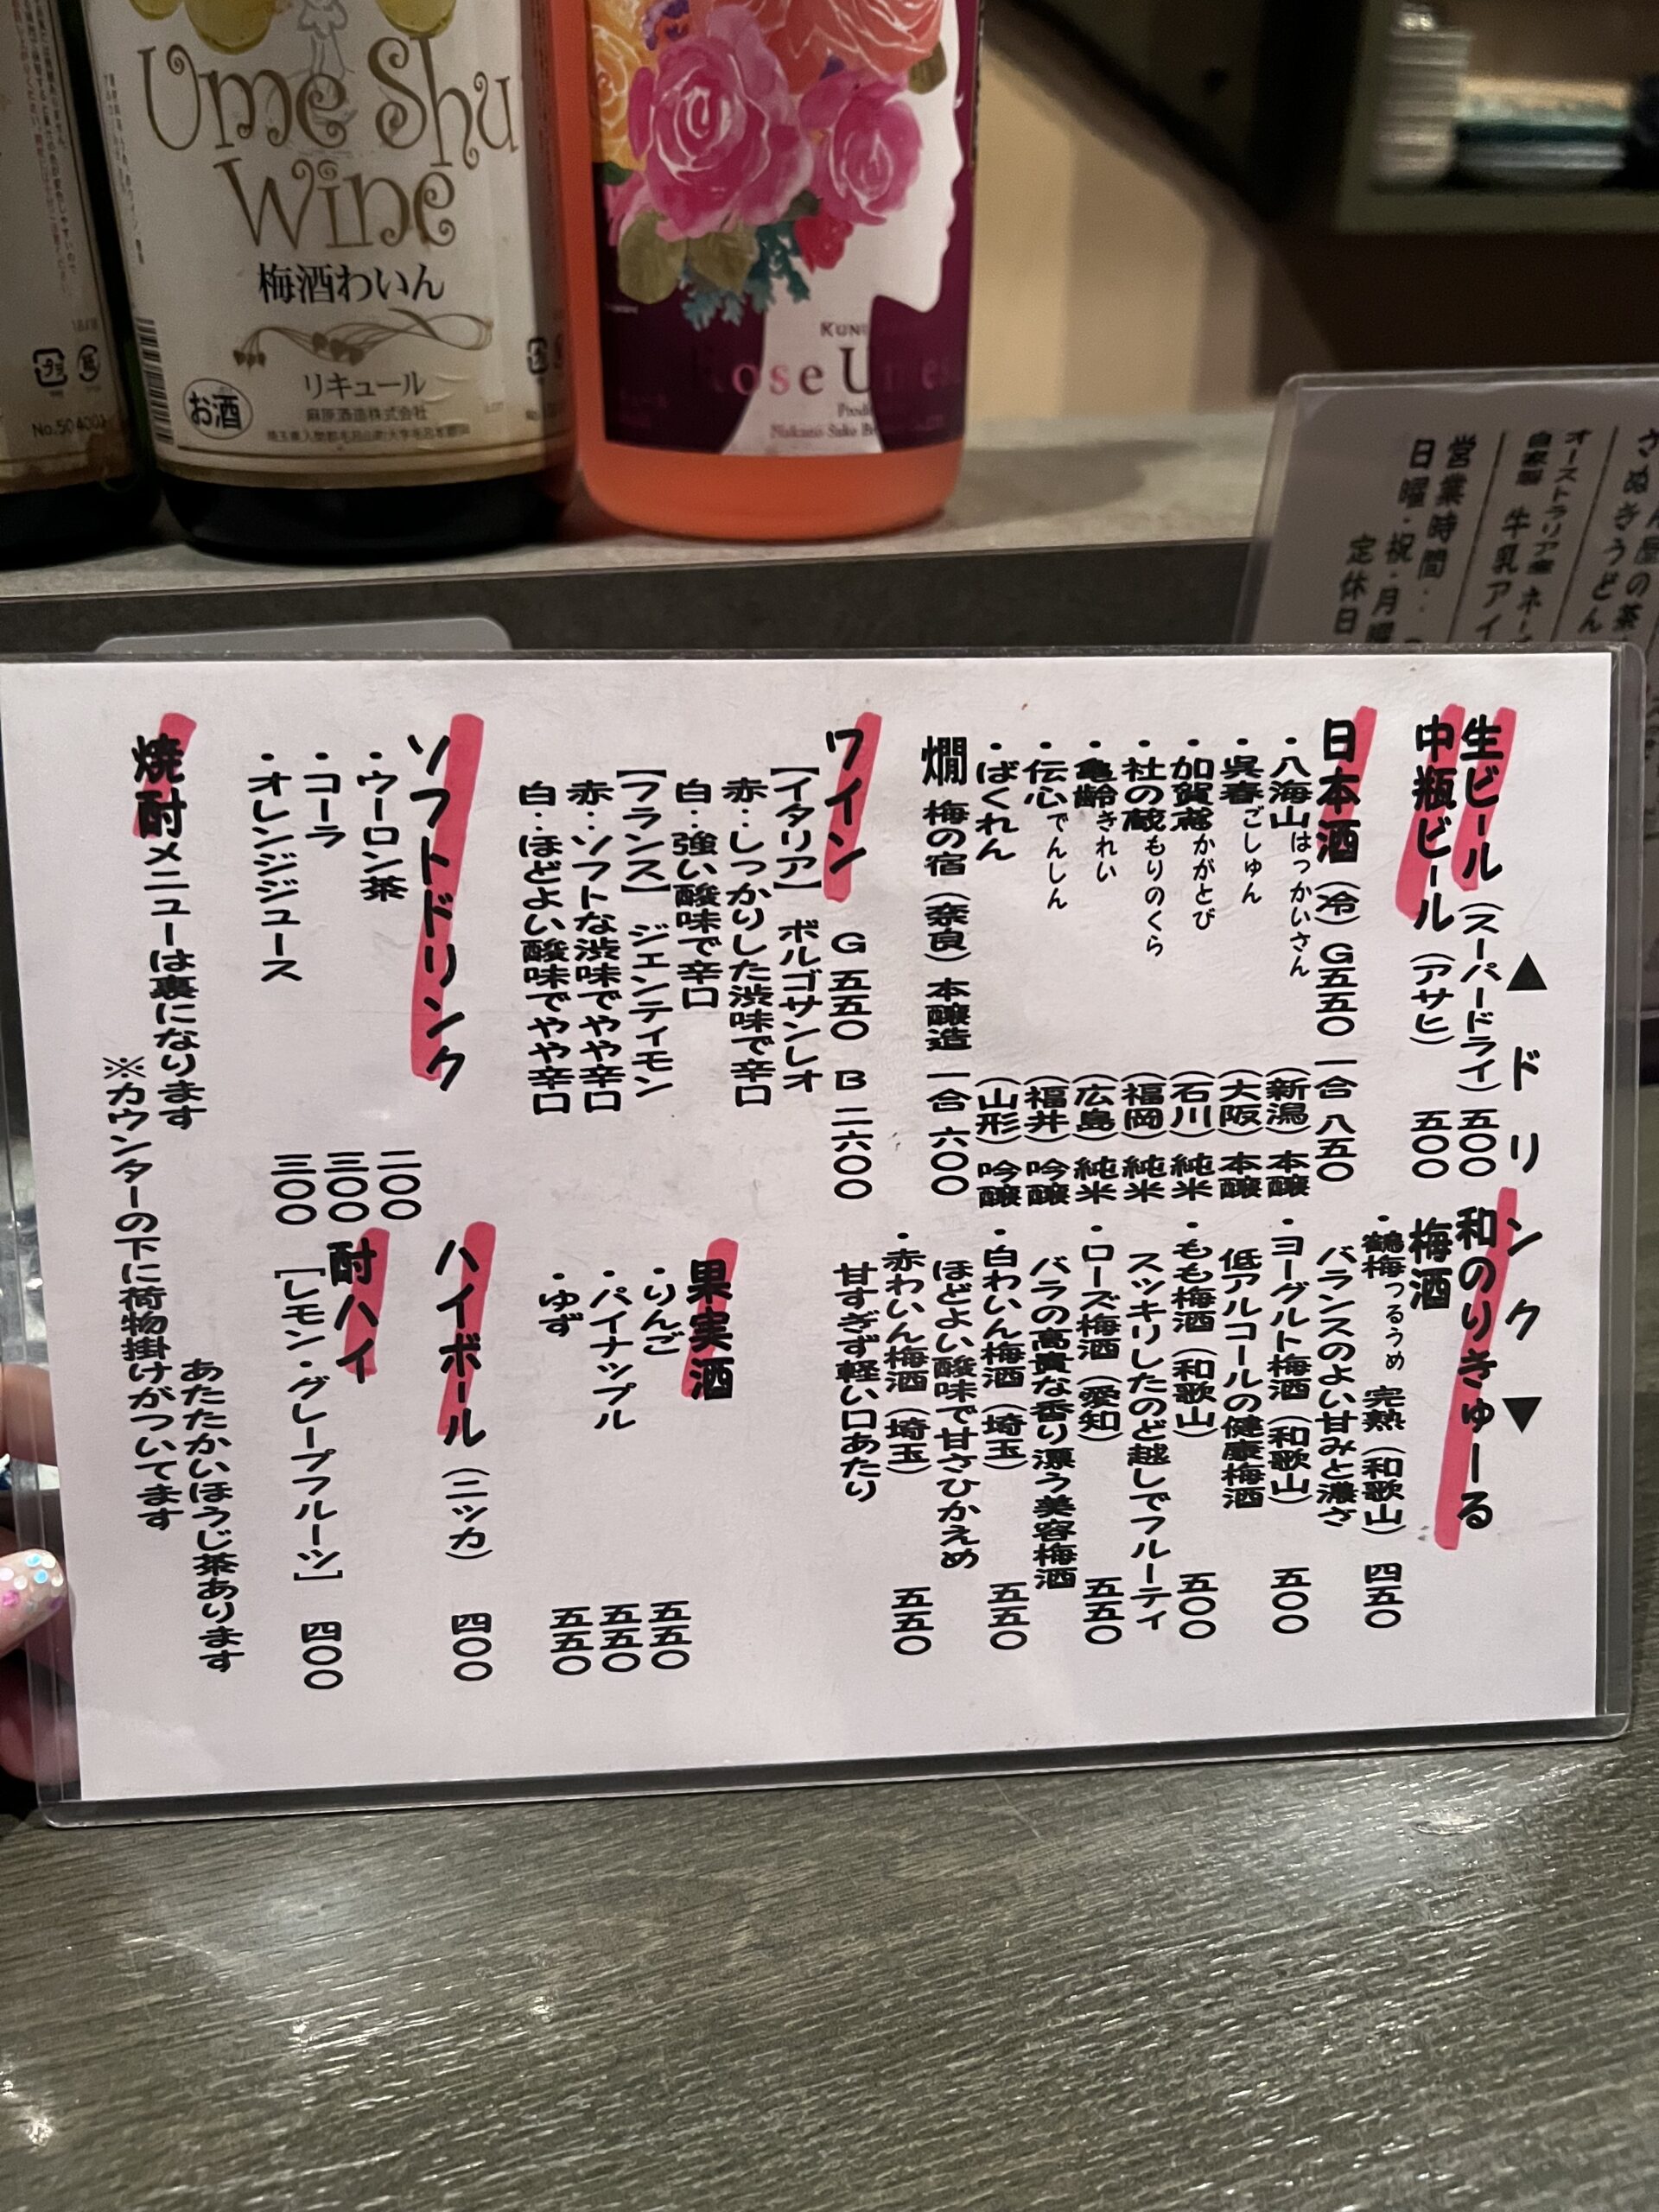 Ume Shu
Wine
梅酒わいん
リキュール
お酒
麻原酒造株式会社
No.504001
Rose
営業時間
日曜・祝・月曜
定休日
▲ドリンク▼
生ビール（スーパードライ）五〇〇
中瓶ビール（アサヒ）五〇〇
日本酒（冷）G五五〇 一合 八五〇
・八海山はっかいさん（新潟）本醸
・呉春ごしゅん（大阪）本醸
・加賀鳶かがとび（石川）純米
・杜の蔵もりのくら（福岡）純米
・亀齢きれい（広島）純米
・伝心でんしん（福井）吟醸
・ばくれん（山形）吟醸
燗 梅の宿（奈良）本醸造 一合 六〇〇
ワイン G 五五〇 B 二六〇〇
【イタリア】ボルゴサンレオ
赤‥しっかりした渋味で辛口
白‥強い酸味で辛口
【フランス】ジェンティモン
赤‥ソフトな渋味でやや辛口
白‥ほどよい酸味でやや辛口
ソフトドリンク
・ウーロン茶 二〇〇
・コーラ 三〇〇
・オレンジジュース 三〇〇
焼酎メニューは裏になります
和のりきゅーる
梅酒
・鶴梅つるうめ 完熟（和歌山）四五〇
バランスのよい甘みと濃さ
・ヨーグルト梅酒（和歌山）五〇〇
低アルコールの健康梅酒
・もも梅酒（和歌山）五〇〇
スッキリしたのど越しでフルーティ
・ローズ梅酒（愛知）五五〇
バラの高貴な香り漂う美容梅酒
・白わいん梅酒（埼玉）五五〇
ほどよい酸味で甘さひかえめ
・赤わいん梅酒（埼玉）五五〇
甘すぎず軽い口あたり
果実酒
・りんご 五五〇
・パイナップル 五五〇
・ゆず 五五〇
ハイボール（ニッカ）四〇〇
酎ハイ
［レモン・グレープフルーツ］四〇〇
あたたかいほうじ茶あります
※カウンターの下に荷物掛けがついてます